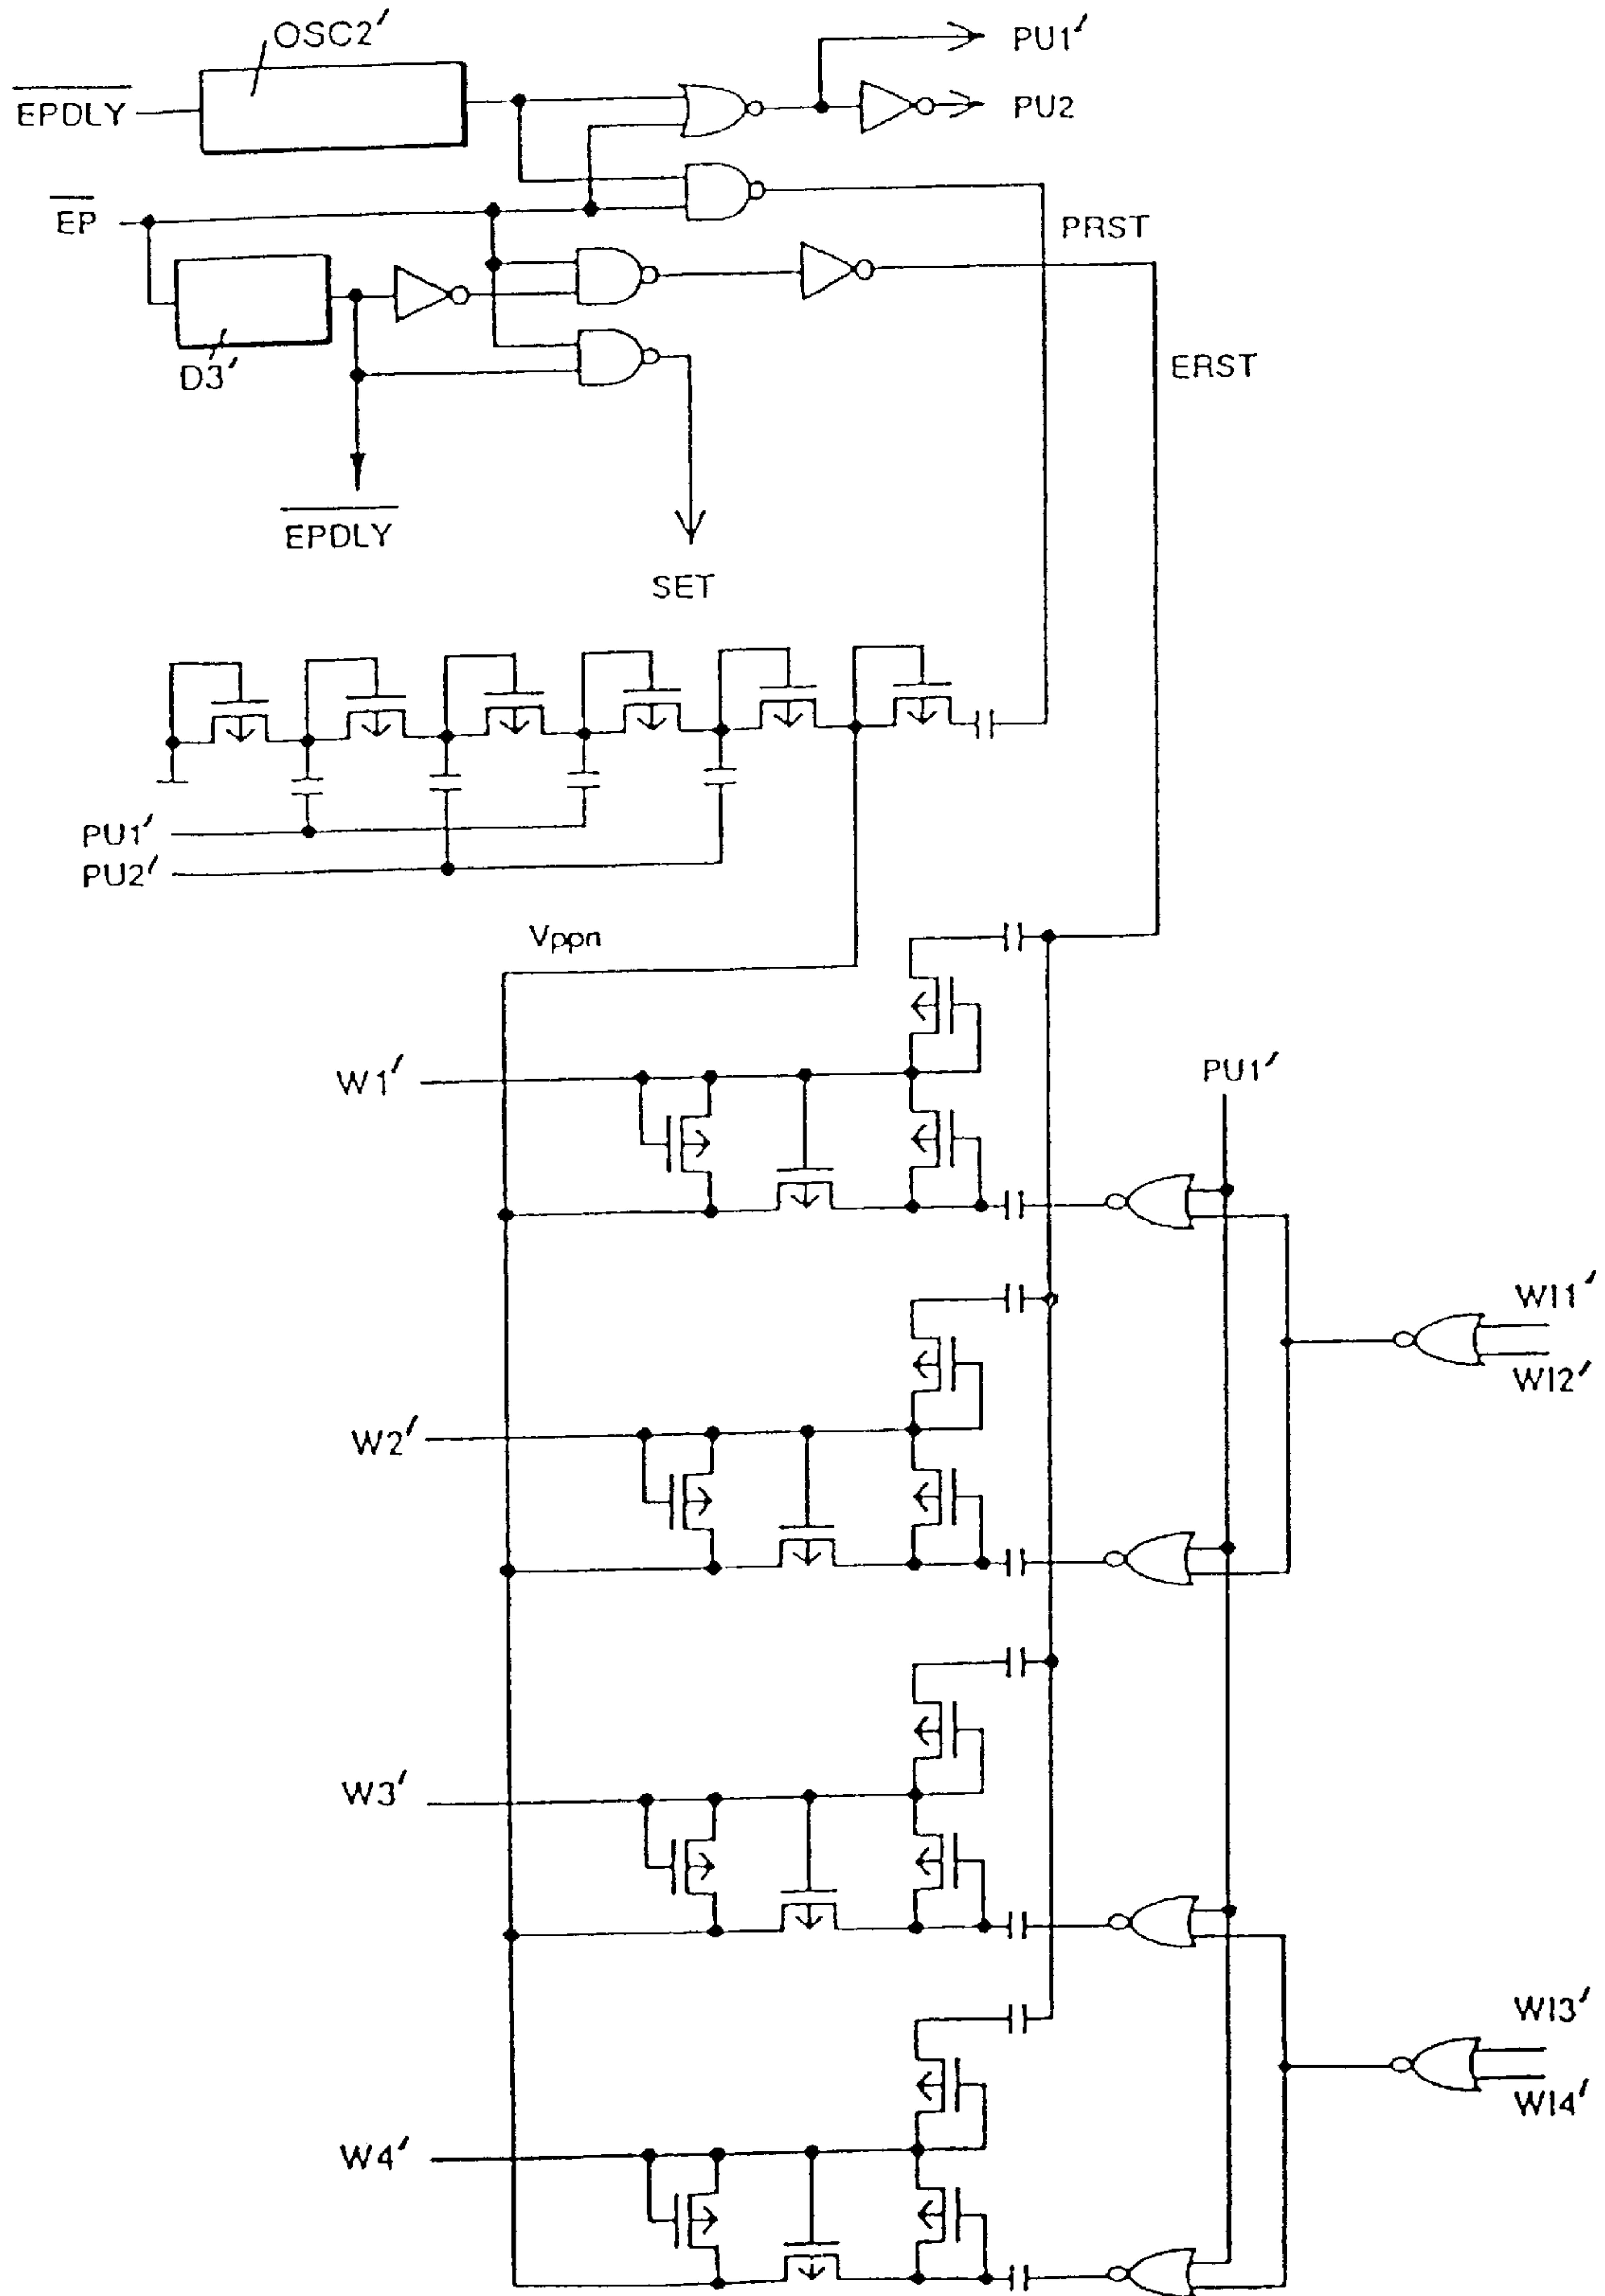 OSC2′
PU1′
EPDLY
PU2
EP
PRST
D3′
ERST
EPDLY
SET
PU1′
PU2′
Vppn
W1′
PU1′
WI1′
WI2′
W2′
W3′
WI3′
WI4′
W4′